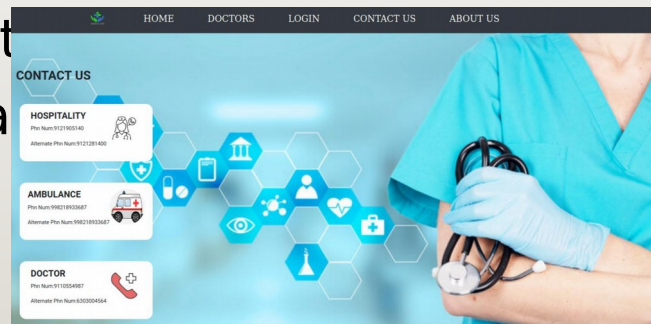 HOME DOCTORS LOGIN CONTACT US ABOUT US
CONTACT US
HOSPITALITY
Phn Num:9121905140
Alternate Phn Num:9121281400
AMBULANCE
Phn Num:998218933687
Alternate Phn Num:998218933687
DOCTOR
Phn Num:9110554987
Alternate Phn Num:6303004564
t
a